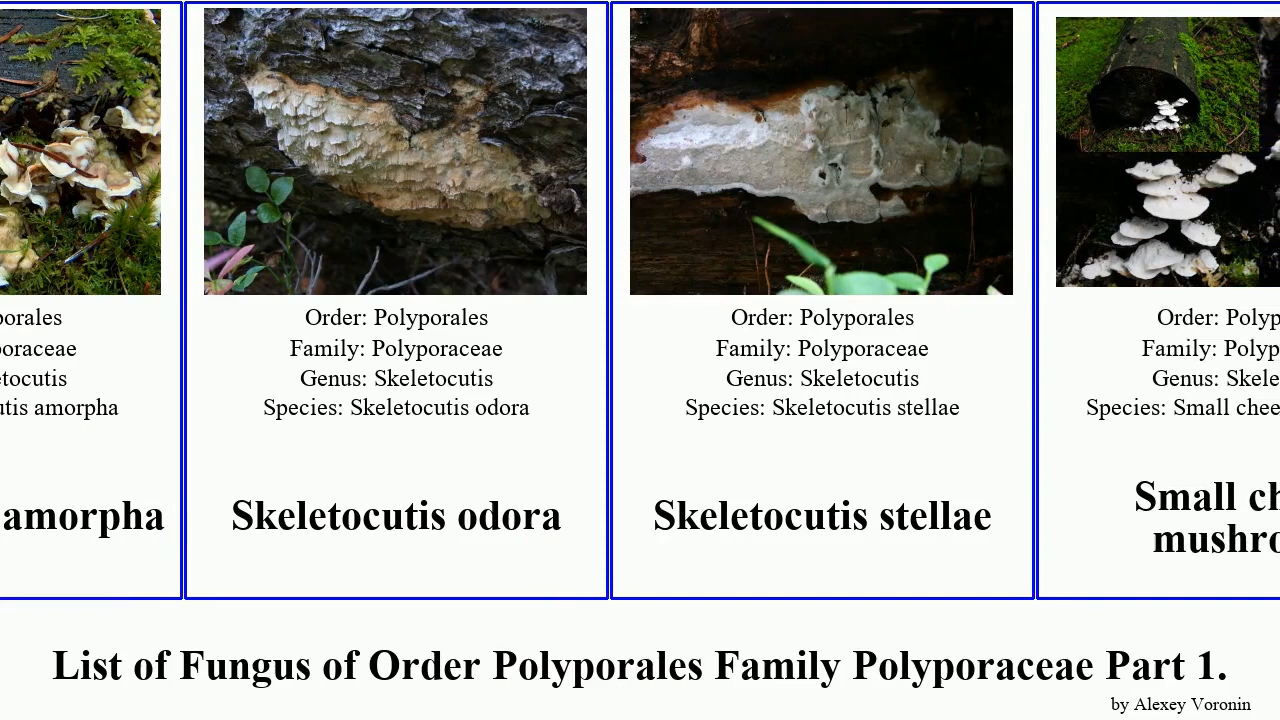 porales
oraceae
etocutis
utis amorpha
amorpha
Order: Polyporales
Family: Polyporaceae
Genus: Skeletocutis
Species: Skeletocutis odora
Skeletocutis odora
Order: Polyporales
Family: Polyporaceae
Genus: Skeletocutis
Species: Skeletocutis stellae
Skeletocutis stellae
Order: Polyp
Family: Polyp
Genus: Skele
Species: Small chee
Small ch
mushro
List of Fungus of Order Polyporales Family Polyporaceae Part 1.
by Alexey Voronin